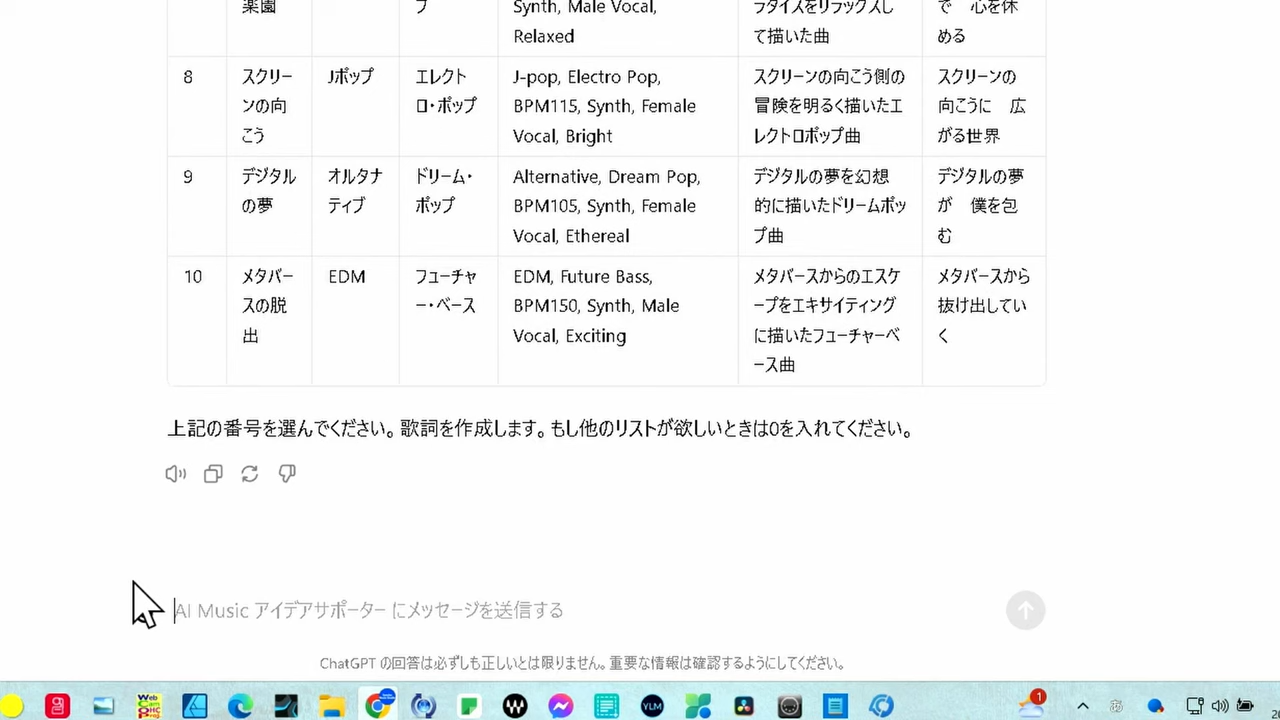 楽園
プ
Synth, Male Vocal,
Relaxed
ラダイスをリラックスし
て描いた曲
で 心を休
める
8
スクリー
ンの向
こう
Jポップ
エレクト
ロ・ポップ
J-pop, Electro Pop,
BPM115, Synth, Female
Vocal, Bright
スクリーンの向こう側の
冒険を明るく描いたエ
レクトロポップ曲
スクリーンの
向こうに 広
がる世界
9
デジタル
の夢
オルタナ
ティブ
ドリーム・
ポップ
Alternative, Dream Pop,
BPM105, Synth, Female
Vocal, Ethereal
デジタルの夢を幻想
的に描いたドリームポッ
プ曲
デジタルの夢
が 僕を包
む
10
メタバー
スの脱
出
EDM
フューチャ
ー・ベース
EDM, Future Bass,
BPM150, Synth, Male
Vocal, Exciting
メタバースからのエスケ
ープをエキサイティング
に描いたフューチャーベ
ース曲
メタバースから
抜け出してい
く
上記の番号を選んでください。歌詞を作成します。もし他のリストが欲しいときは0を入れてください。
AI Music アイデアサポーター にメッセージを送信する
ChatGPT の回答は必ずしも正しいとは限りません。重要な情報は確認するようにしてください。
Web
Cam
YLM
1
あ